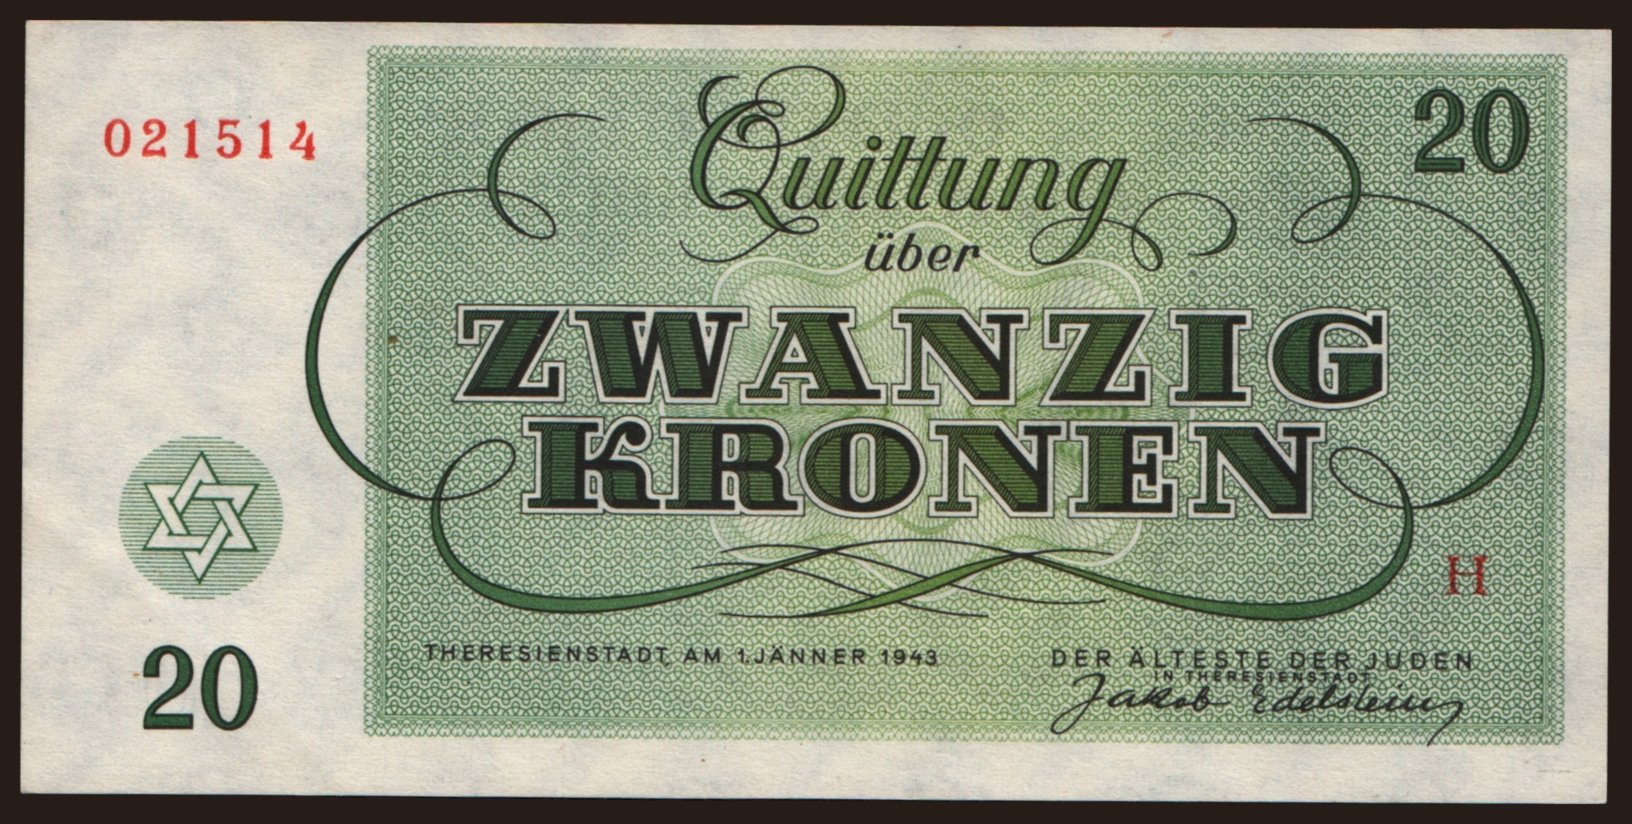 021514
20
Quittung
über
ZWANZIG
KRONEN
H
THERESIENSTADT, AM 1. JÄNNER 1943
DER ÄLTESTE DER JUDEN
IN THERESIENSTADT
Jakob Edelstein
20